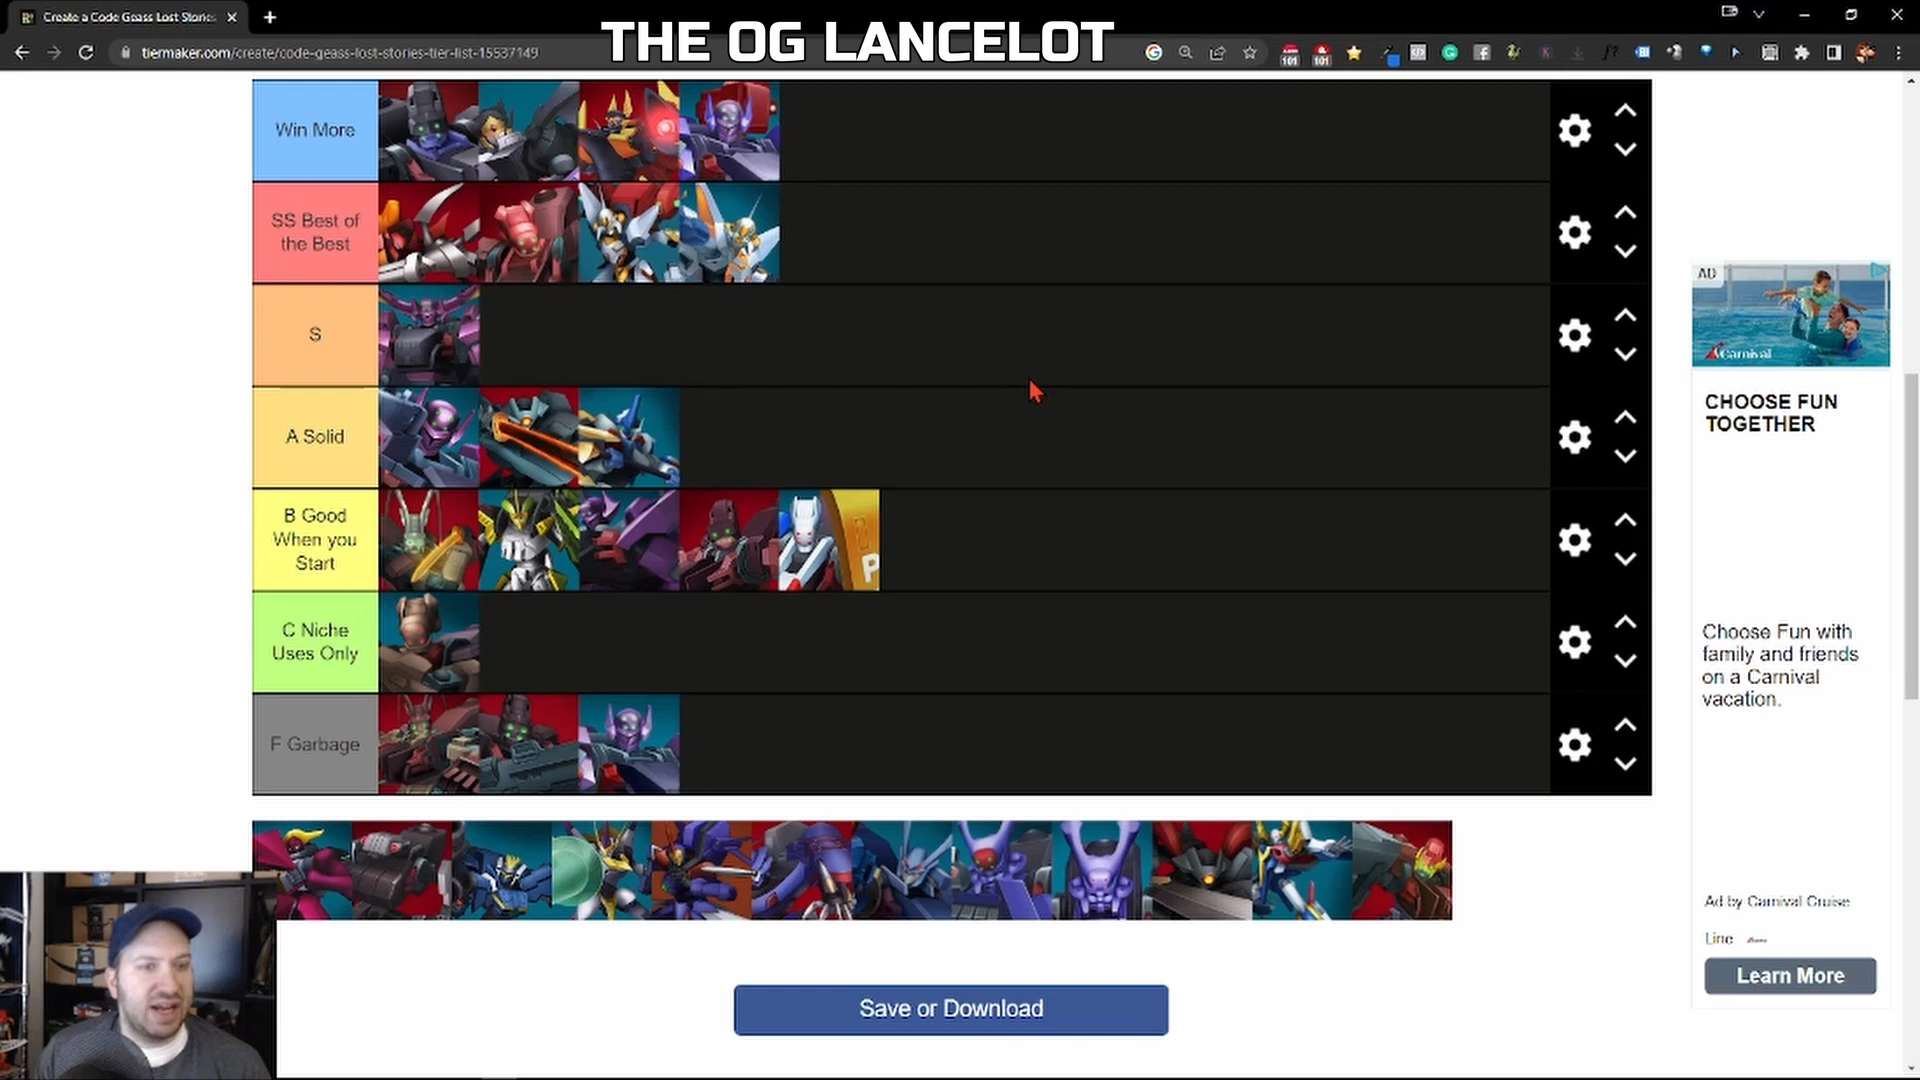 Create a Code Geass Lost Stories
THE OG LANCELOT
tiermaker.com/create/code-geass-lost-stories-tier-list-15537149
101
101
f?
Win More
SS Best of
the Best
S
A Solid
B Good
When you
Start
P
C Niche
Uses Only
F Garbage
Save or Download
AD
Carnival
CHOOSE FUN
TOGETHER
Choose Fun with
family and friends
on a Carnival
vacation.
Ad by Carnival Cruise
Line
Learn More